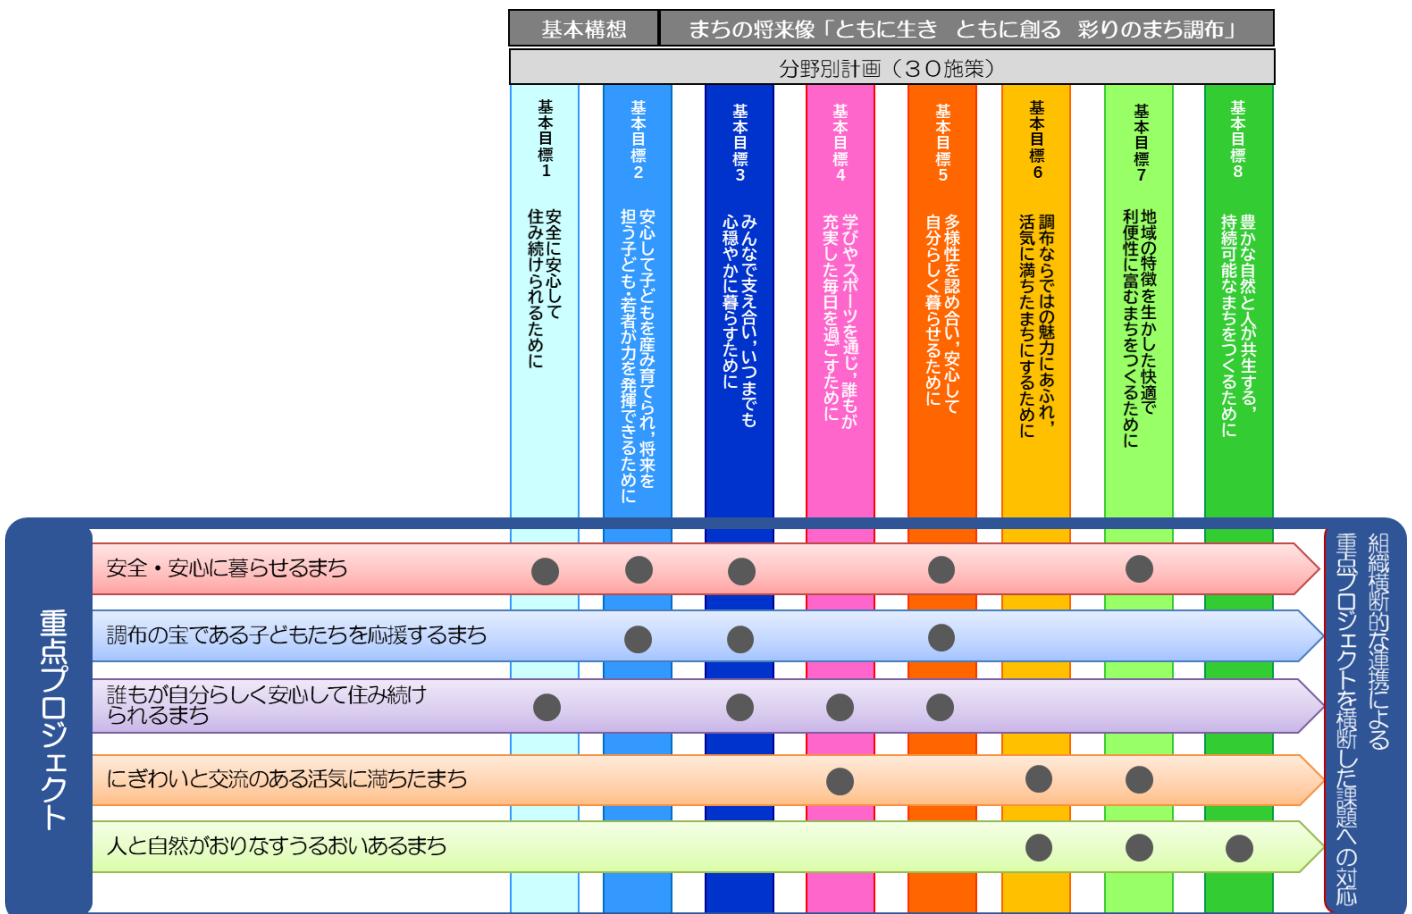 基本構想
まちの将来像「ともに生き　ともに創る　彩りのまち調布」
分野別計画（３０施策）
基本目標1
安全に安心して
住み続けられるために
基本目標2
安心して子どもを産み育てられ，将来を
担う子ども・若者が力を発揮できるために
基本目標3
みんなで支え合い，いつまでも
心穏やかに暮らすために
基本目標4
学びやスポーツを通じ，誰もが
充実した毎日を過ごすために
基本目標5
多様性を認め合い，安心して
自分らしく暮らせるために
基本目標6
調布ならではの魅力にあふれ，
活気に満ちたまちにするために
基本目標7
地域の特徴を生かした快適で
利便性に富むまちをつくるために
基本目標8
豊かな自然と人が共生する，
持続可能なまちをつくるために
重点プロジェクト
安全・安心に暮らせるまち
調布の宝である子どもたちを応援するまち
誰もが自分らしく安心して住み続け
られるまち
にぎわいと交流のある活気に満ちたまち
人と自然がおりなすうるおいあるまち
組織横断的な連携による
重点プロジェクトを横断した課題への対応